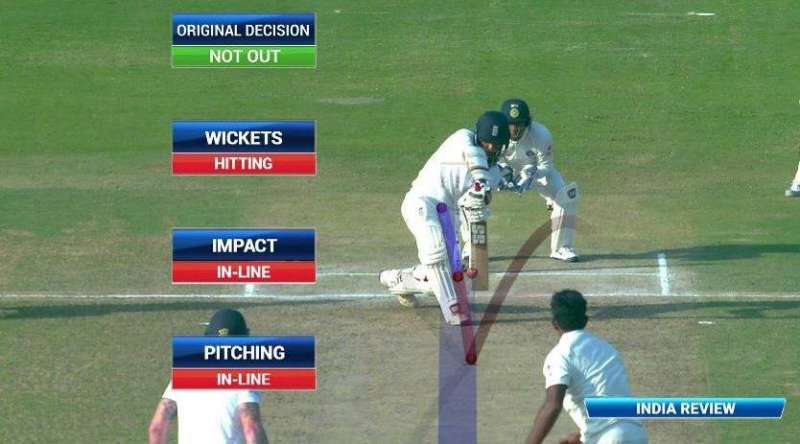 ORIGINAL DECISION
NOT OUT
WICKETS
HITTING
IMPACT
IN-LINE
PITCHING
IN-LINE
INDIA REVIEW